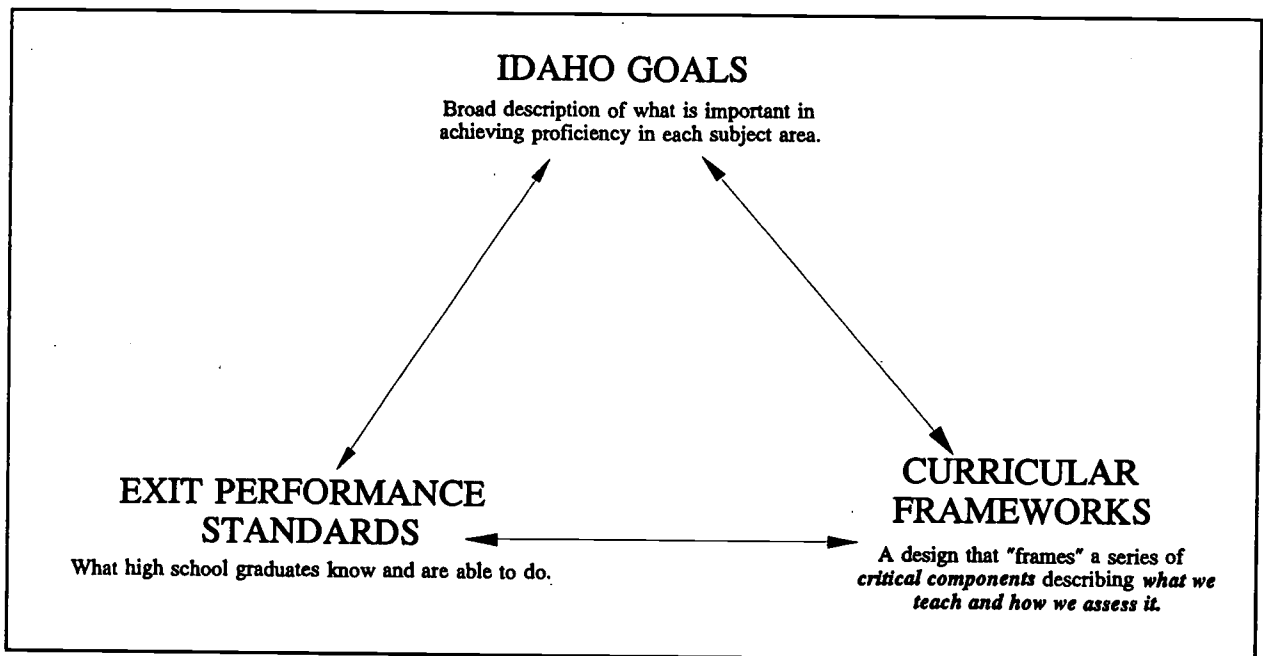 IDAHO GOALS
Broad description of what is important in
achieving proficiency in each subject area.
EXIT PERFORMANCE
STANDARDS
What high school graduates know and are able to do.
CURRICULAR
FRAMEWORKS
A design that "frames" a series of
critical components describing what we
teach and how we assess it.